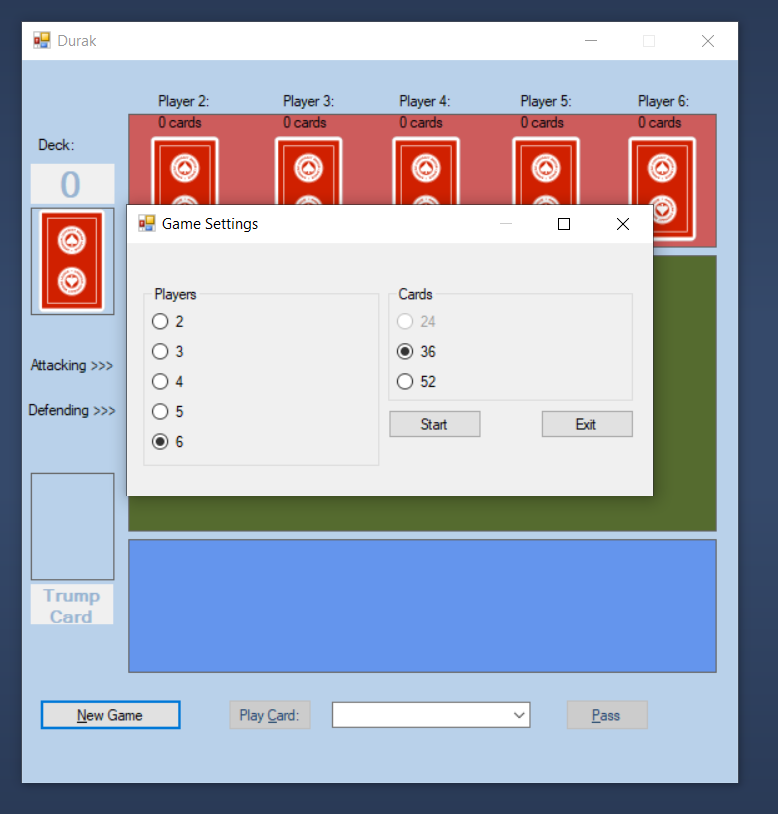 Durak
Player 2: Player 3: Player 4: Player 5: Player 6:
0 cards 0 cards 0 cards 0 cards 0 cards
Deck:
0
Game Settings
Players
2
3
4
5
6
Cards
24
36
52
Start Exit
Attacking >>>
Defending >>>
Trump
Card
New Game Play Card: Pass